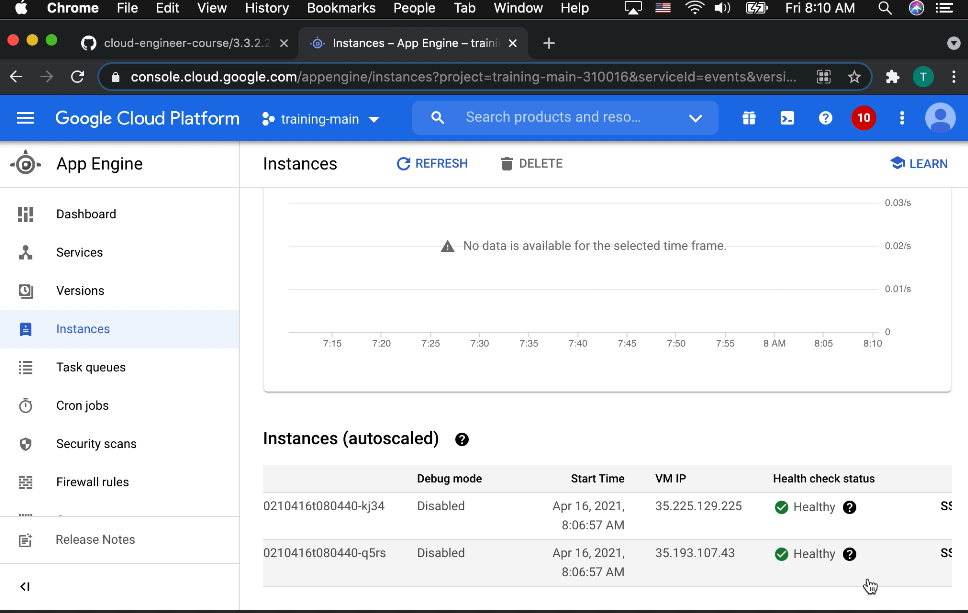 Chrome File Edit View History Bookmarks People Tab Window Help Fri 8:10 AM
cloud-engineer-course/3.3.2.2 Instances – App Engine – traini
console.cloud.google.com/appengine/instances?project=training-main-310016&serviceId=events&versi... T
Google Cloud Platform training-main Search products and reso... 10
App Engine Instances REFRESH DELETE LEARN
Dashboard
Services
Versions
Instances
Task queues
Cron jobs
Security scans
Firewall rules
Release Notes
0.03/s
No data is available for the selected time frame. 0.02/s
0.01/s
0
7:15 7:20 7:25 7:30 7:35 7:40 7:45 7:50 7:55 8 AM 8:05 8:10
Instances (autoscaled)
Debug mode Start Time VM IP Health check status
0210416t080440-kj34 Disabled Apr 16, 2021, 35.225.129.225 Healthy SS
8:06:57 AM
0210416t080440-q5rs Disabled Apr 16, 2021, 35.193.107.43 Healthy SS
8:06:57 AM